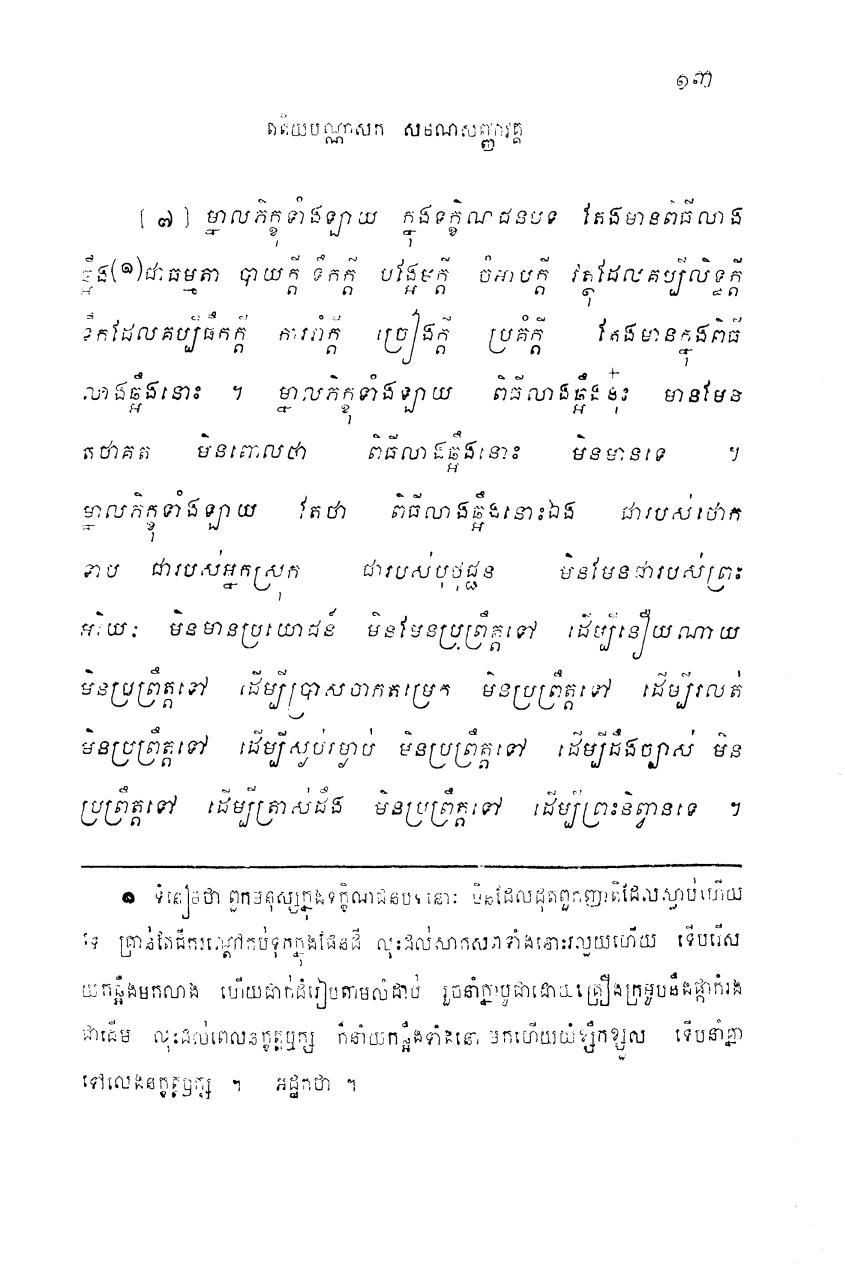 ១៣
តតិយបណ្ណាសក សមណសញ្ញាវគ្គ
[ ៧ ] ម្នាលភិក្ខុទាំងឡាយ ក្នុងទក្ខិណជនបទ តែងមានពិធីលាង
ឆ្អឹង(១)ជាធម្មតា បាយក្តី ទឹកក្តី បង្អែមក្តី ចំអាបក្តី វត្ថុដែលគប្បីលិទ្ធក្តី
ទឹកដែលគប្បីផឹកក្តី ការរាំក្តី ច្រៀងក្តី ប្រគំក្តី តែងមានក្នុងពិធី
លាងឆ្អឹងនោះ ។ ម្នាលភិក្ខុទាំងឡាយ ពិធីលាងឆ្អឹងនុ៎ះ មានមែន
តថាគត មិនពោលថា ពិធីលាងឆ្អឹងនោះ មិនមានទេ ។
ម្នាលភិក្ខុទាំងឡាយ តែថា ពិធីលាងឆ្អឹងនោះឯង ជារបស់ថោក
ទាប ជារបស់អ្នកស្រុក ជារបស់បុថុជ្ជន មិនមែនជារបស់ព្រះ
អរិយៈ មិនមានប្រយោជន៍ មិនមែនប្រព្រឹត្តទៅ ដើម្បីនឿយណាយ
មិនប្រព្រឹត្តទៅ ដើម្បីប្រាសចាកតម្រេក មិនប្រព្រឹត្តទៅ ដើម្បីរលត់
មិនប្រព្រឹត្តទៅ ដើម្បីស្ងប់រម្ងាប់ មិនប្រព្រឹត្តទៅ ដើម្បីដឹងច្បាស់ មិន
ប្រព្រឹត្តទៅ ដើម្បីត្រាស់ដឹង មិនប្រព្រឹត្តទៅ ដើម្បីព្រះនិព្វានទេ ។
១ ទំនៀមថា ពួកមនុស្សក្នុងទក្ខិណាជនបទនោះ មិនដែលដុតពួកញាតិដែលស្លាប់ហើយ
ទេ គ្រាន់តែជីករណ្តៅកប់ទុកក្នុងផែនដី លុះដល់សាកសពទាំងនោះរលួយហើយ ទើបរើស
យកឆ្អឹងមកលាង ហើយដាក់ដំរៀបតាមលំដាប់ រួចនាំគ្នាបូជាដោយគ្រឿងក្រអូបនឹងផ្កាកំរង
ជាដើម លុះដល់ពេលនក្ខត្តឫក្ស ក៏នាំយកឆ្អឹងទាំងនោះមកហើយយំខ្សឹកខ្សួល ទើបនាំគ្នា
ទៅលេងនក្ខត្តឫក្ស ។ អដ្ឋកថា ។